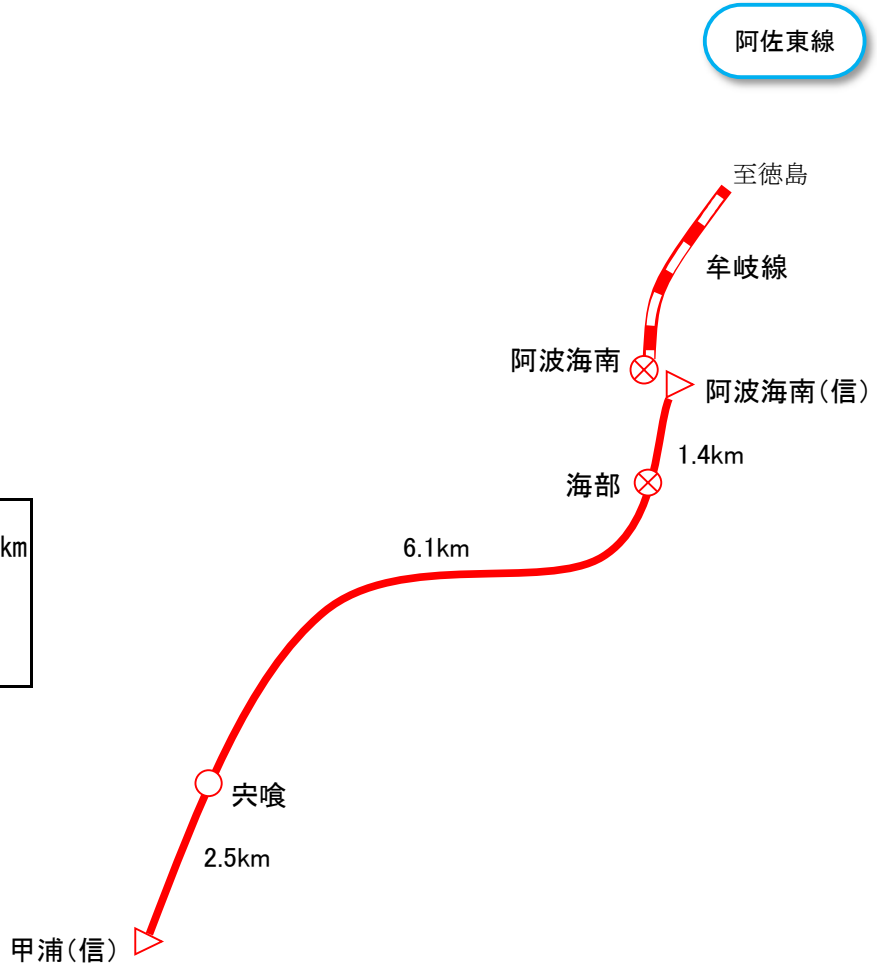 阿佐東線
至徳島
牟岐線
阿波海南
阿波海南(信)
1.4km
海部
6.1km
km
宍喰
2.5km
甲浦(信)